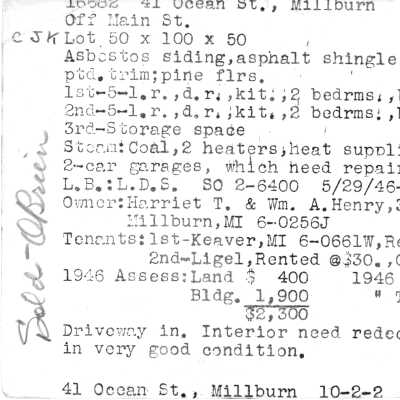 16682 41 Ocean St., Millburn
Off Main St.
CJK Lot 50 x 100 x 50
Asbestos siding,asphalt shingle
ptd.trim;pine flrs.
1st-5-l.r.,d.r.,kit.,2 bedrms.,
2nd-5-l.r.,d.r.,kit.,2 bedrms.,
3rd-Storage space
Steam:Coal,2 heaters,heat suppli
2-car garages, which need repair
L.B.:L.D.S. SO 2-6400 5/29/46-
Owner:Harriet T. & Wm. A.Henry,
Millburn,MI 6-0256J
Tenants:1st-Keaver,MI 6-0661W,Re
2nd-Ligel,Rented @$30.,
1946 Assess:Land $ 400 1946
Bldg. 1,900 " T
$2,300
Driveway in. Interior need redec
in very good condition.
41 Ocean St., Millburn 10-2-2
Sold-O'Brien